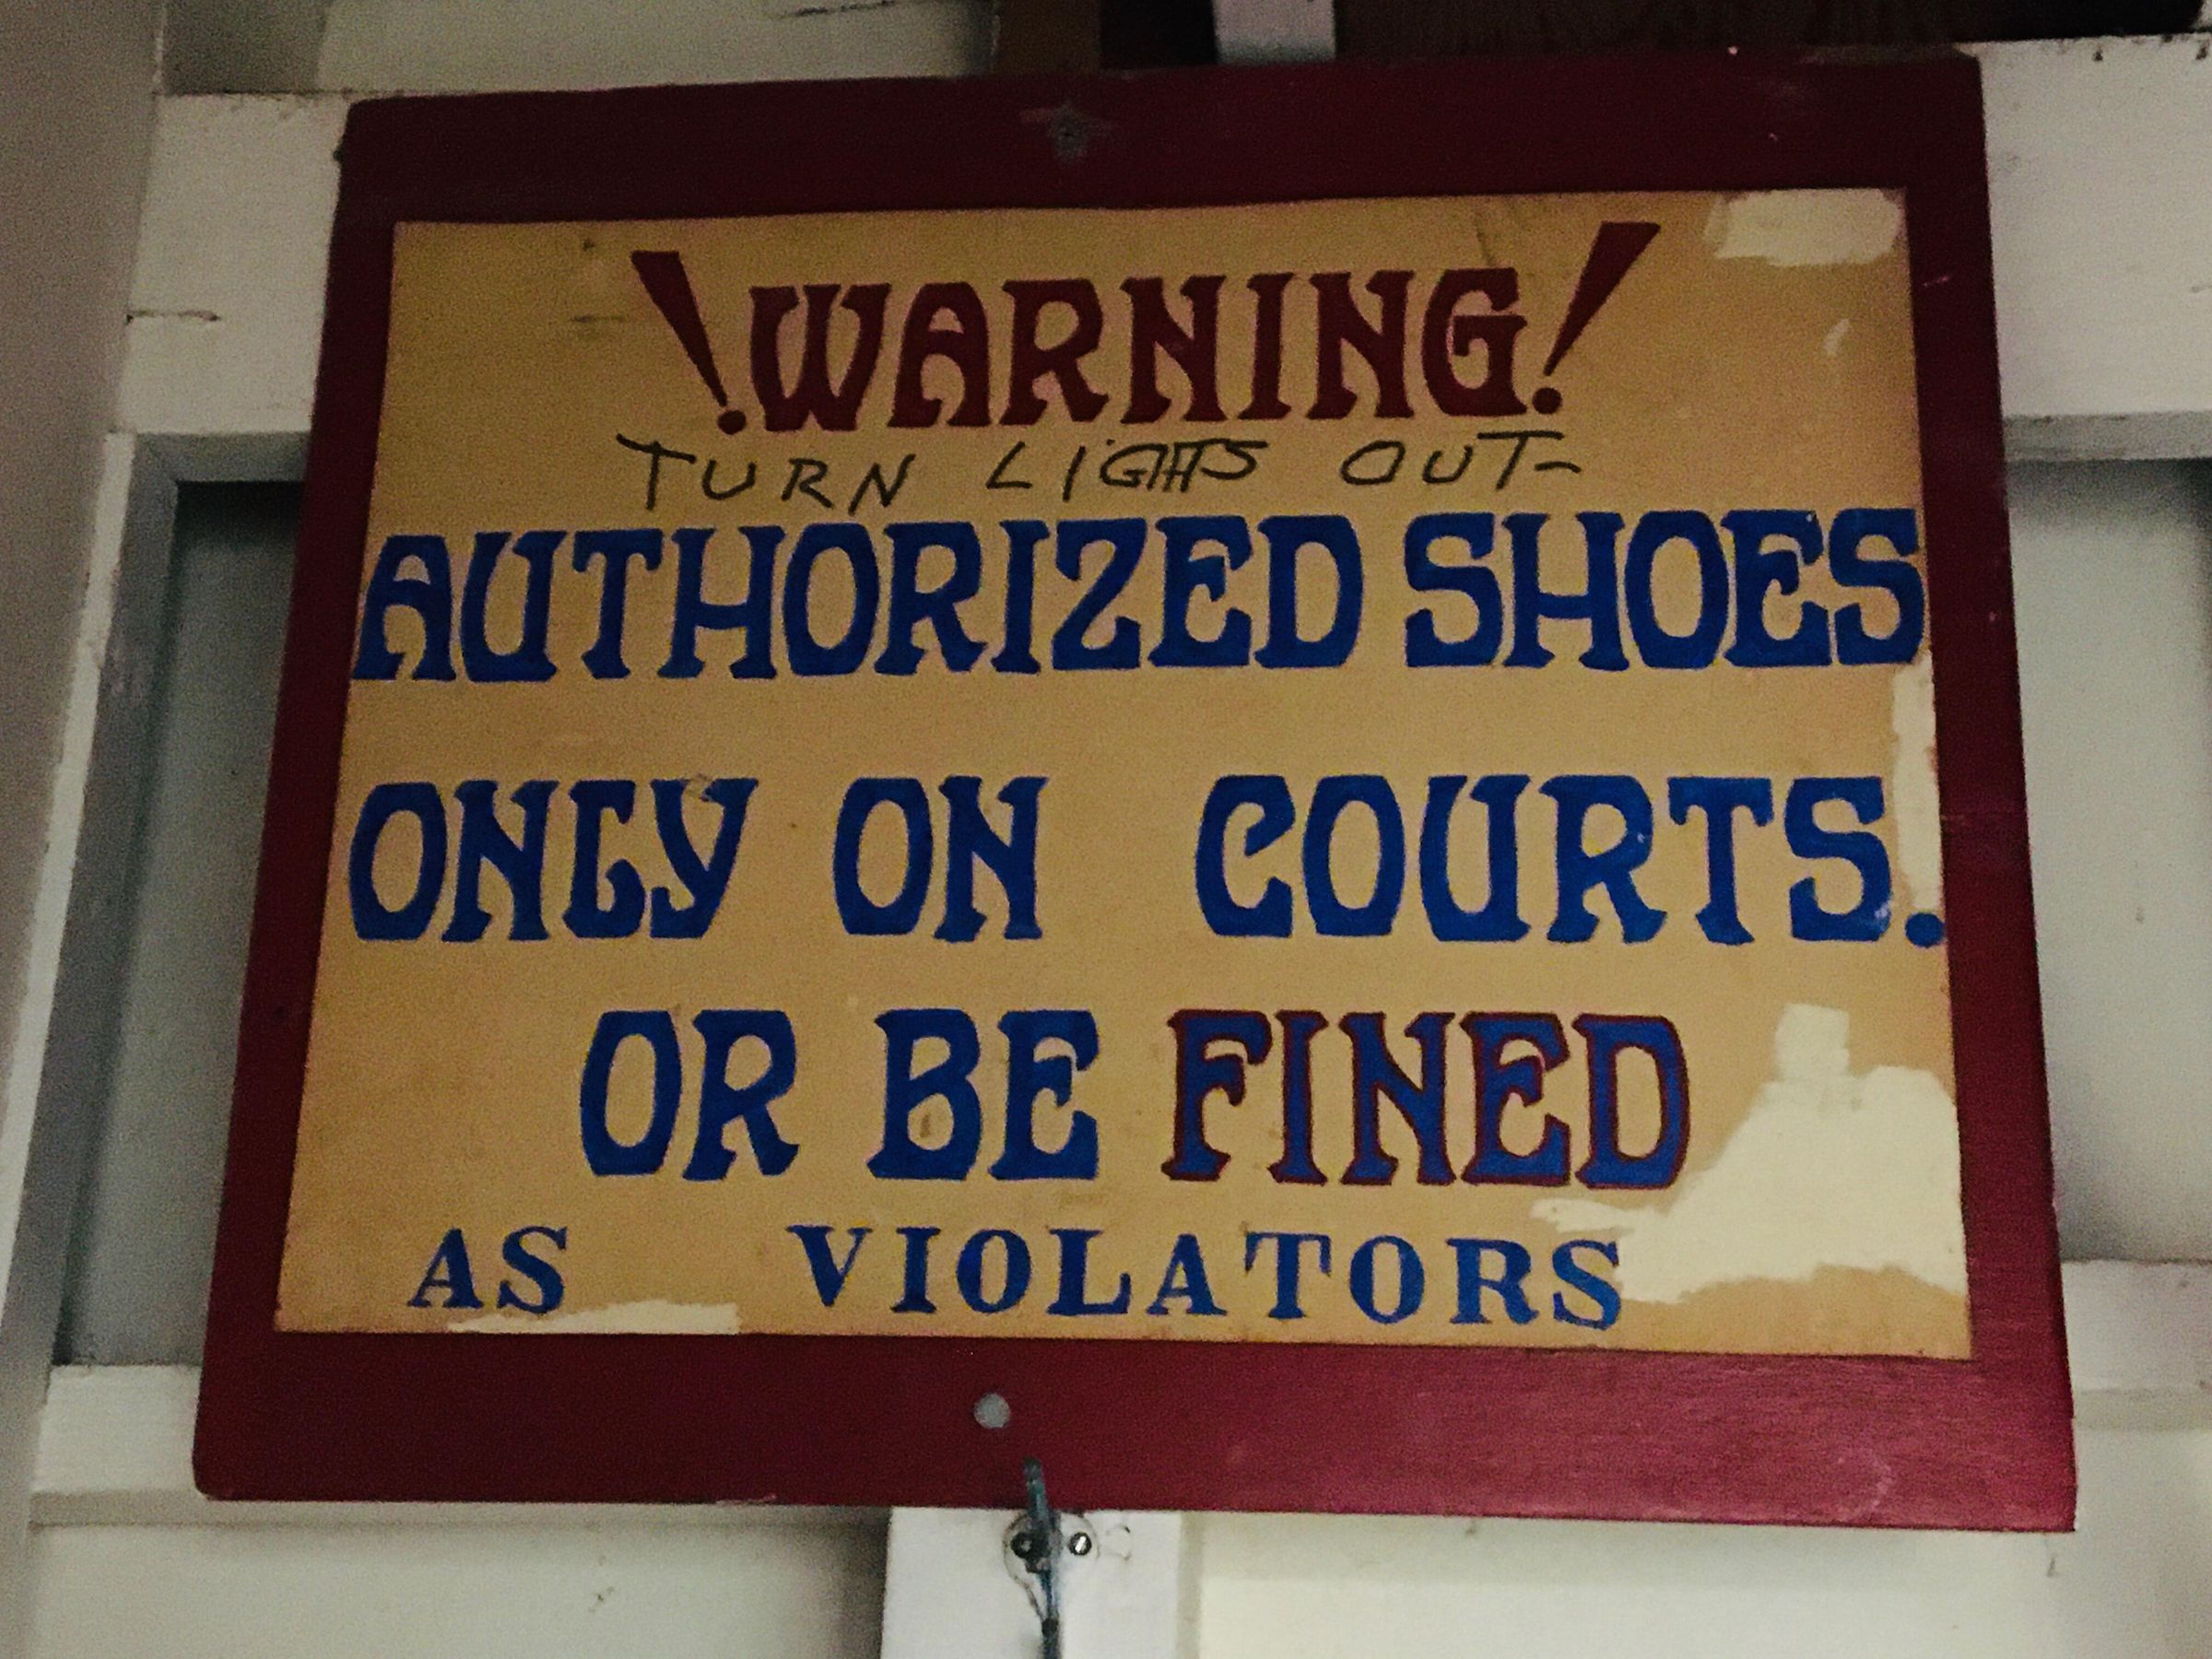 !WARNING!
TURN LIGHTS OUT-
AUTHORIZED SHOES
ONLY ON COURTS.
OR BE FINED
AS VIOLATORS